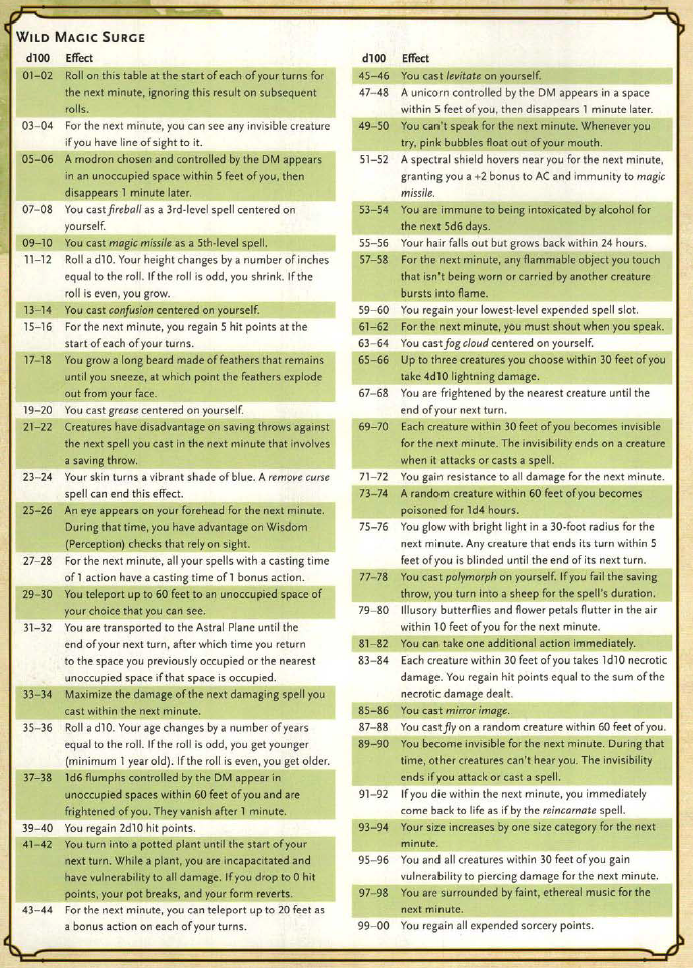 WILD MAGIC SURGE
d100 Effect
01–02 Roll on this table at the start of each of your turns for
the next minute, ignoring this result on subsequent
rolls.
03–04 For the next minute, you can see any invisible creature
if you have line of sight to it.
05–06 A modron chosen and controlled by the DM appears
in an unoccupied space within 5 feet of you, then
disappears 1 minute later.
07–08 You cast fireball as a 3rd-level spell centered on
yourself.
09–10 You cast magic missile as a 5th-level spell.
11–12 Roll a d10. Your height changes by a number of inches
equal to the roll. If the roll is odd, you shrink. If the
roll is even, you grow.
13–14 You cast confusion centered on yourself.
15–16 For the next minute, you regain 5 hit points at the
start of each of your turns.
17–18 You grow a long beard made of feathers that remains
until you sneeze, at which point the feathers explode
out from your face.
19–20 You cast grease centered on yourself.
21–22 Creatures have disadvantage on saving throws against
the next spell you cast in the next minute that involves
a saving throw.
23–24 Your skin turns a vibrant shade of blue. A remove curse
spell can end this effect.
25–26 An eye appears on your forehead for the next minute.
During that time, you have advantage on Wisdom
(Perception) checks that rely on sight.
27–28 For the next minute, all your spells with a casting time
of 1 action have a casting time of 1 bonus action.
29–30 You teleport up to 60 feet to an unoccupied space of
your choice that you can see.
31–32 You are transported to the Astral Plane until the
end of your next turn, after which time you return
to the space you previously occupied or the nearest
unoccupied space if that space is occupied.
33–34 Maximize the damage of the next damaging spell you
cast within the next minute.
35–36 Roll a d10. Your age changes by a number of years
equal to the roll. If the roll is odd, you get younger
(minimum 1 year old). If the roll is even, you get older.
37–38 1d6 flumphs controlled by the DM appear in
unoccupied spaces within 60 feet of you and are
frightened of you. They vanish after 1 minute.
39–40 You regain 2d10 hit points.
41–42 You turn into a potted plant until the start of your
next turn. While a plant, you are incapacitated and
have vulnerability to all damage. If you drop to 0 hit
points, your pot breaks, and your form reverts.
43–44 For the next minute, you can teleport up to 20 feet as
a bonus action on each of your turns.
d100 Effect
45–46 You cast levitate on yourself.
47–48 A unicorn controlled by the DM appears in a space
within 5 feet of you, then disappears 1 minute later.
49–50 You can't speak for the next minute. Whenever you
try, pink bubbles float out of your mouth.
51–52 A spectral shield hovers near you for the next minute,
granting you a +2 bonus to AC and immunity to magic
missile.
53–54 You are immune to being intoxicated by alcohol for
the next 5d6 days.
55–56 Your hair falls out but grows back within 24 hours.
57–58 For the next minute, any flammable object you touch
that isn't being worn or carried by another creature
bursts into flame.
59–60 You regain your lowest-level expended spell slot.
61–62 For the next minute, you must shout when you speak.
63–64 You cast fog cloud centered on yourself.
65–66 Up to three creatures you choose within 30 feet of you
take 4d10 lightning damage.
67–68 You are frightened by the nearest creature until the
end of your next turn.
69–70 Each creature within 30 feet of you becomes invisible
for the next minute. The invisibility ends on a creature
when it attacks or casts a spell.
71–72 You gain resistance to all damage for the next minute.
73–74 A random creature within 60 feet of you becomes
poisoned for 1d4 hours.
75–76 You glow with bright light in a 30-foot radius for the
next minute. Any creature that ends its turn within 5
feet of you is blinded until the end of its next turn.
77–78 You cast polymorph on yourself. If you fail the saving
throw, you turn into a sheep for the spell's duration.
79–80 Illusory butterflies and flower petals flutter in the air
within 10 feet of you for the next minute.
81–82 You can take one additional action immediately.
83–84 Each creature within 30 feet of you takes 1d10 necrotic
damage. You regain hit points equal to the sum of the
necrotic damage dealt.
85–86 You cast mirror image.
87–88 You cast fly on a random creature within 60 feet of you.
89–90 You become invisible for the next minute. During that
time, other creatures can't hear you. The invisibility
ends if you attack or cast a spell.
91–92 If you die within the next minute, you immediately
come back to life as if by the reincarnate spell.
93–94 Your size increases by one size category for the next
minute.
95–96 You and all creatures within 30 feet of you gain
vulnerability to piercing damage for the next minute.
97–98 You are surrounded by faint, ethereal music for the
next minute.
99–00 You regain all expended sorcery points.